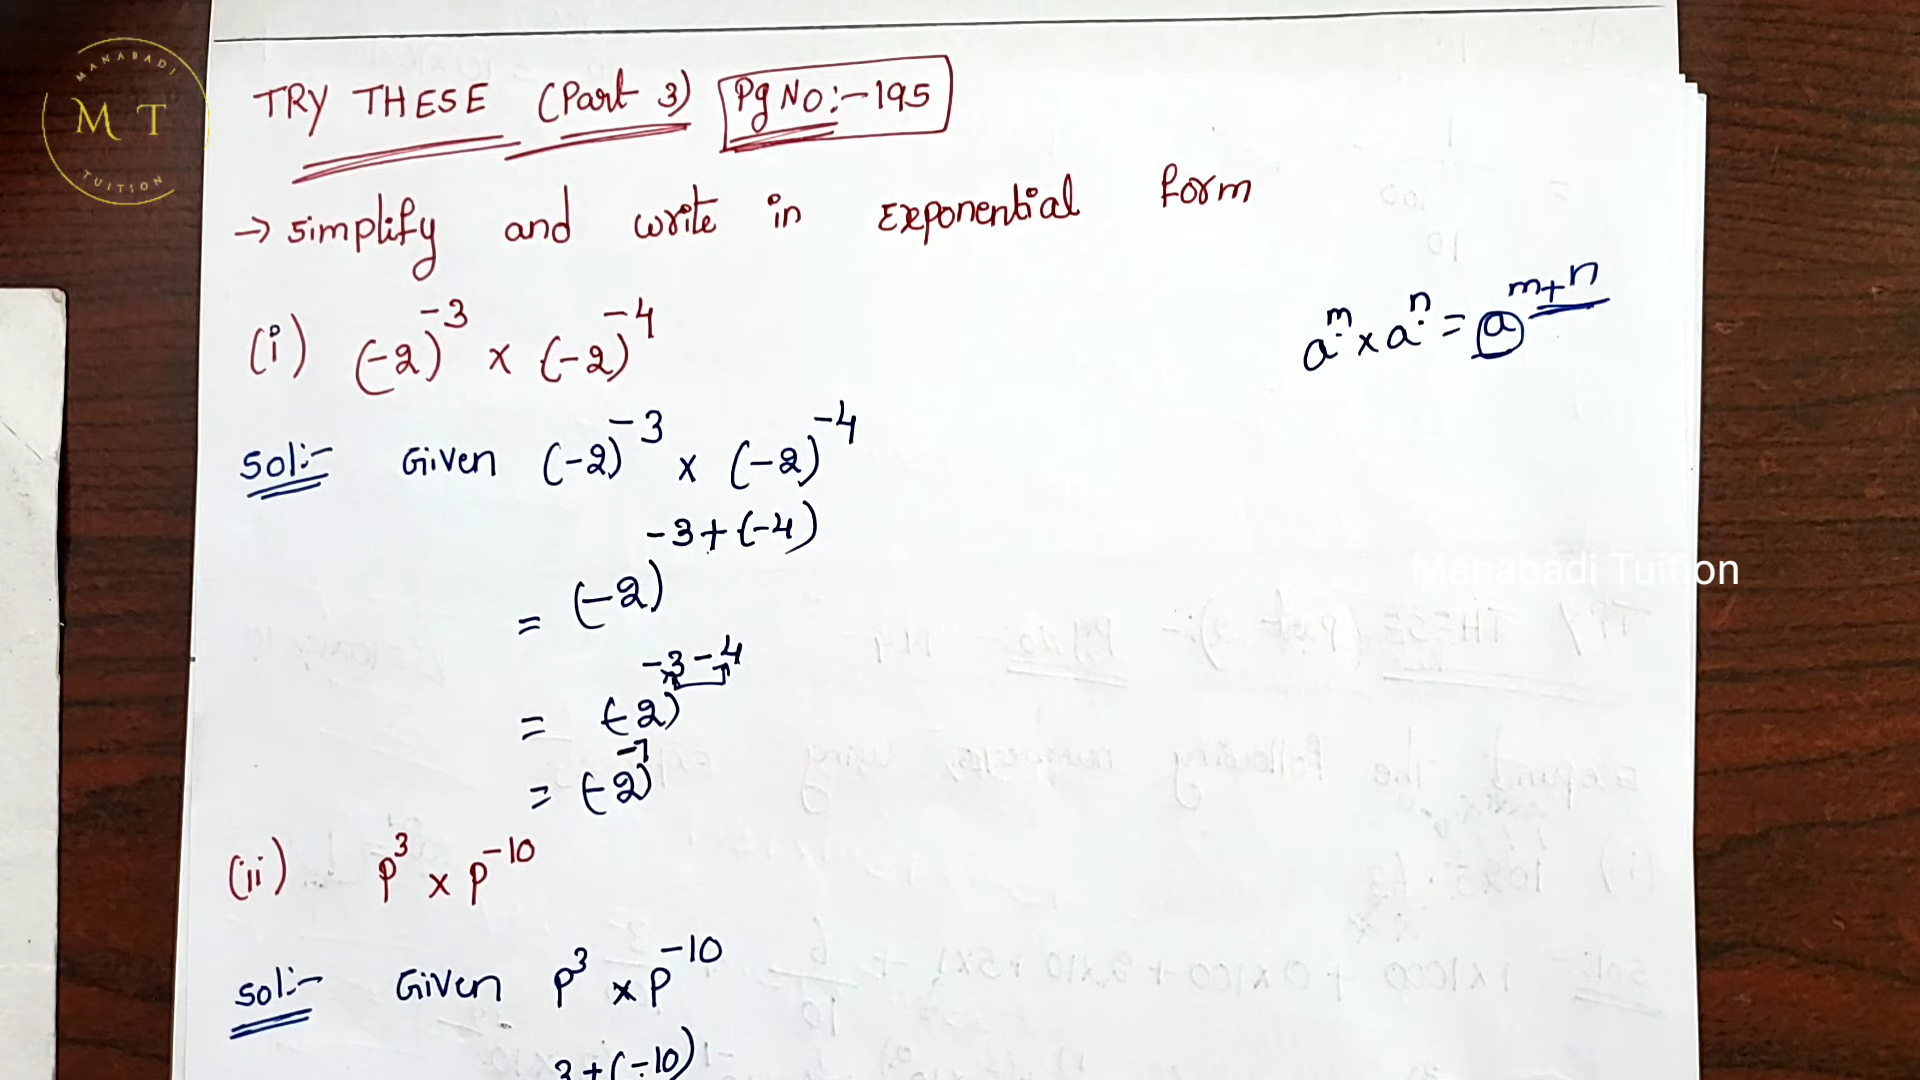 MANABADI
M T
TUITION
TRY THESE (Part 3) Pg No:-195
→ simplify and write in Exponential form
(i) (-2)^-3 × (-2)^-4
a^m × a^n = a^m+n
Sol:- Given (-2)^-3 × (-2)^-4
= (-2)^-3+(-4)
Manabadi Tuition
= (-2)^-3-4
= (-2)^-7
(ii) P^3 × P^-10
Sol:- Given P^3 × P^-10
3+(-10)